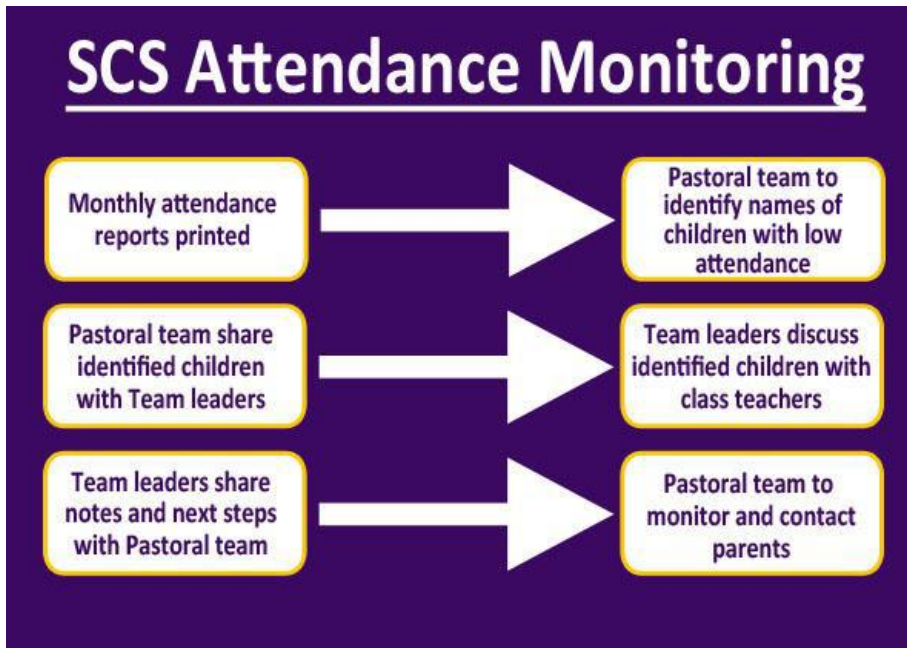 SCS Attendance Monitoring
Monthly attendance
reports printed
Pastoral team to
identify names of
children with low
attendance
Pastoral team share
identified children
with Team leaders
Team leaders discuss
identified children with
class teachers
Team leaders share
notes and next steps
with Pastoral team
Pastoral team to
monitor and contact
parents